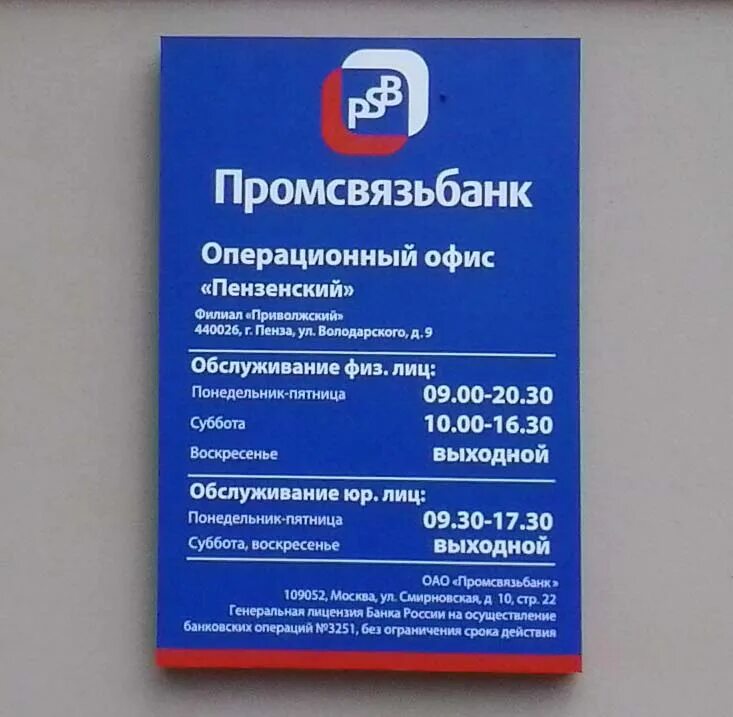 PSB
Промсвязьбанк
Операционный офис
«Пензенский»
Филиал «Приволжский»
440026, г. Пенза, ул. Володарского, д. 9
Обслуживание физ. лиц:
Понедельник-пятница 09.00-20.30
Суббота 10.00-16.30
Воскресенье выходной
Обслуживание юр. лиц:
Понедельник-пятница 09.30-17.30
Суббота, воскресенье выходной
ОАО «Промсвязьбанк»
109052, Москва, ул. Смирновская, д 10, стр. 22
Генеральная лицензия Банка России на осуществление
банковских операций №3251, без ограничения срока действия